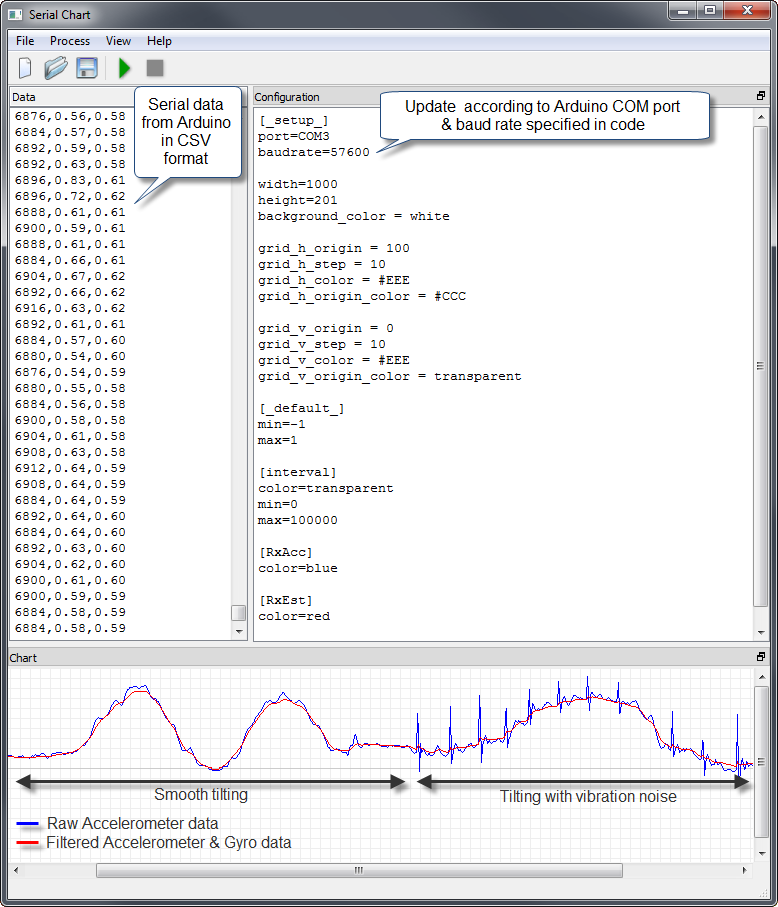 Serial Chart
File Process View Help
Data
6876,0.56,0.58
6884,0.57,0.58
6892,0.59,0.58
6892,0.63,0.58
6896,0.83,0.61
6896,0.72,0.62
6888,0.61,0.61
6900,0.59,0.61
6888,0.61,0.61
6884,0.66,0.61
6904,0.67,0.62
6892,0.66,0.62
6916,0.63,0.62
6892,0.61,0.61
6884,0.57,0.60
6880,0.54,0.60
6876,0.54,0.59
6880,0.55,0.58
6884,0.56,0.58
6900,0.58,0.58
6904,0.61,0.58
6908,0.63,0.58
6912,0.64,0.59
6908,0.64,0.59
6884,0.64,0.59
6892,0.64,0.60
6884,0.64,0.60
6892,0.63,0.60
6904,0.62,0.60
6900,0.61,0.60
6900,0.59,0.59
6884,0.58,0.59
6884,0.58,0.59
Serial data
from Arduino
in CSV
format
Configuration
[_setup_]
port=COM3
baudrate=57600
width=1000
height=201
background_color = white
grid_h_origin = 100
grid_h_step = 10
grid_h_color = #EEE
grid_h_origin_color = #CCC
grid_v_origin = 0
grid_v_step = 10
grid_v_color = #EEE
grid_v_origin_color = transparent
[_default_]
min=-1
max=1
[interval]
color=transparent
min=0
max=100000
[RxAcc]
color=blue
[RxEst]
color=red
Update according to Arduino COM port
& baud rate specified in code
Chart
Smooth tilting
Tilting with vibration noise
Raw Accelerometer data
Filtered Accelerometer & Gyro data